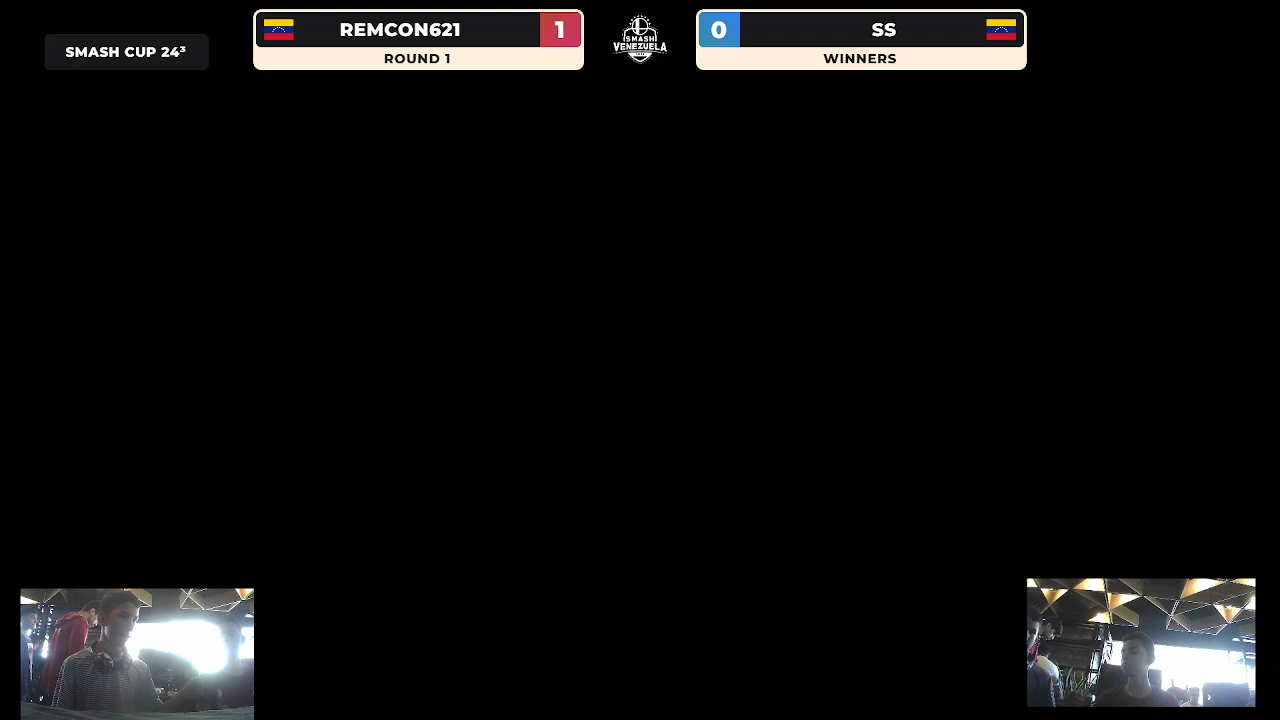 SMASH CUP 24³
REMCON621 1
ROUND 1
SMASH
VENEZUELA
0 SS
WINNERS